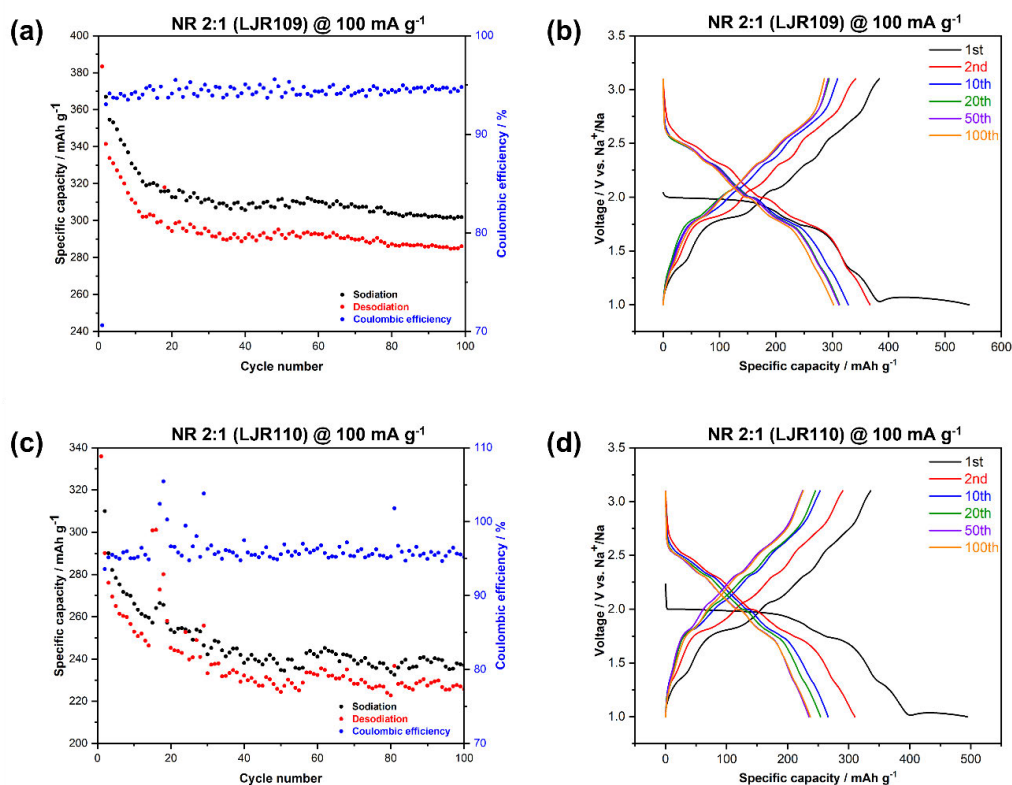 (a)
NR 2:1 (LJR109) @ 100 mA g-1
400
380
360
340
320
300
280
260
240
100
95
90
85
80
75
70
0
20
40
60
80
100
Specific capacity / mAh g-1
Coulombic efficiency / %
Cycle number
Sodiation
Desodiation
Coulombic efficiency
(b)
NR 2:1 (LJR109) @ 100 mA g-1
3.5
3.0
2.5
2.0
1.5
1.0
0
100
200
300
400
500
600
Voltage / V vs. Na+/Na
Specific capacity / mAh g-1
1st
2nd
10th
20th
50th
100th
(c)
NR 2:1 (LJR110) @ 100 mA g-1
340
320
300
280
260
240
220
200
110
100
90
80
70
0
20
40
60
80
100
Specific capacity / mAh g-1
Coulombic efficiency / %
Cycle number
Sodiation
Desodiation
Coulombic efficiency
(d)
NR 2:1 (LJR110) @ 100 mA g-1
3.5
3.0
2.5
2.0
1.5
1.0
0
100
200
300
400
500
Voltage / V vs. Na+/Na
Specific capacity / mAh g-1
1st
2nd
10th
20th
50th
100th